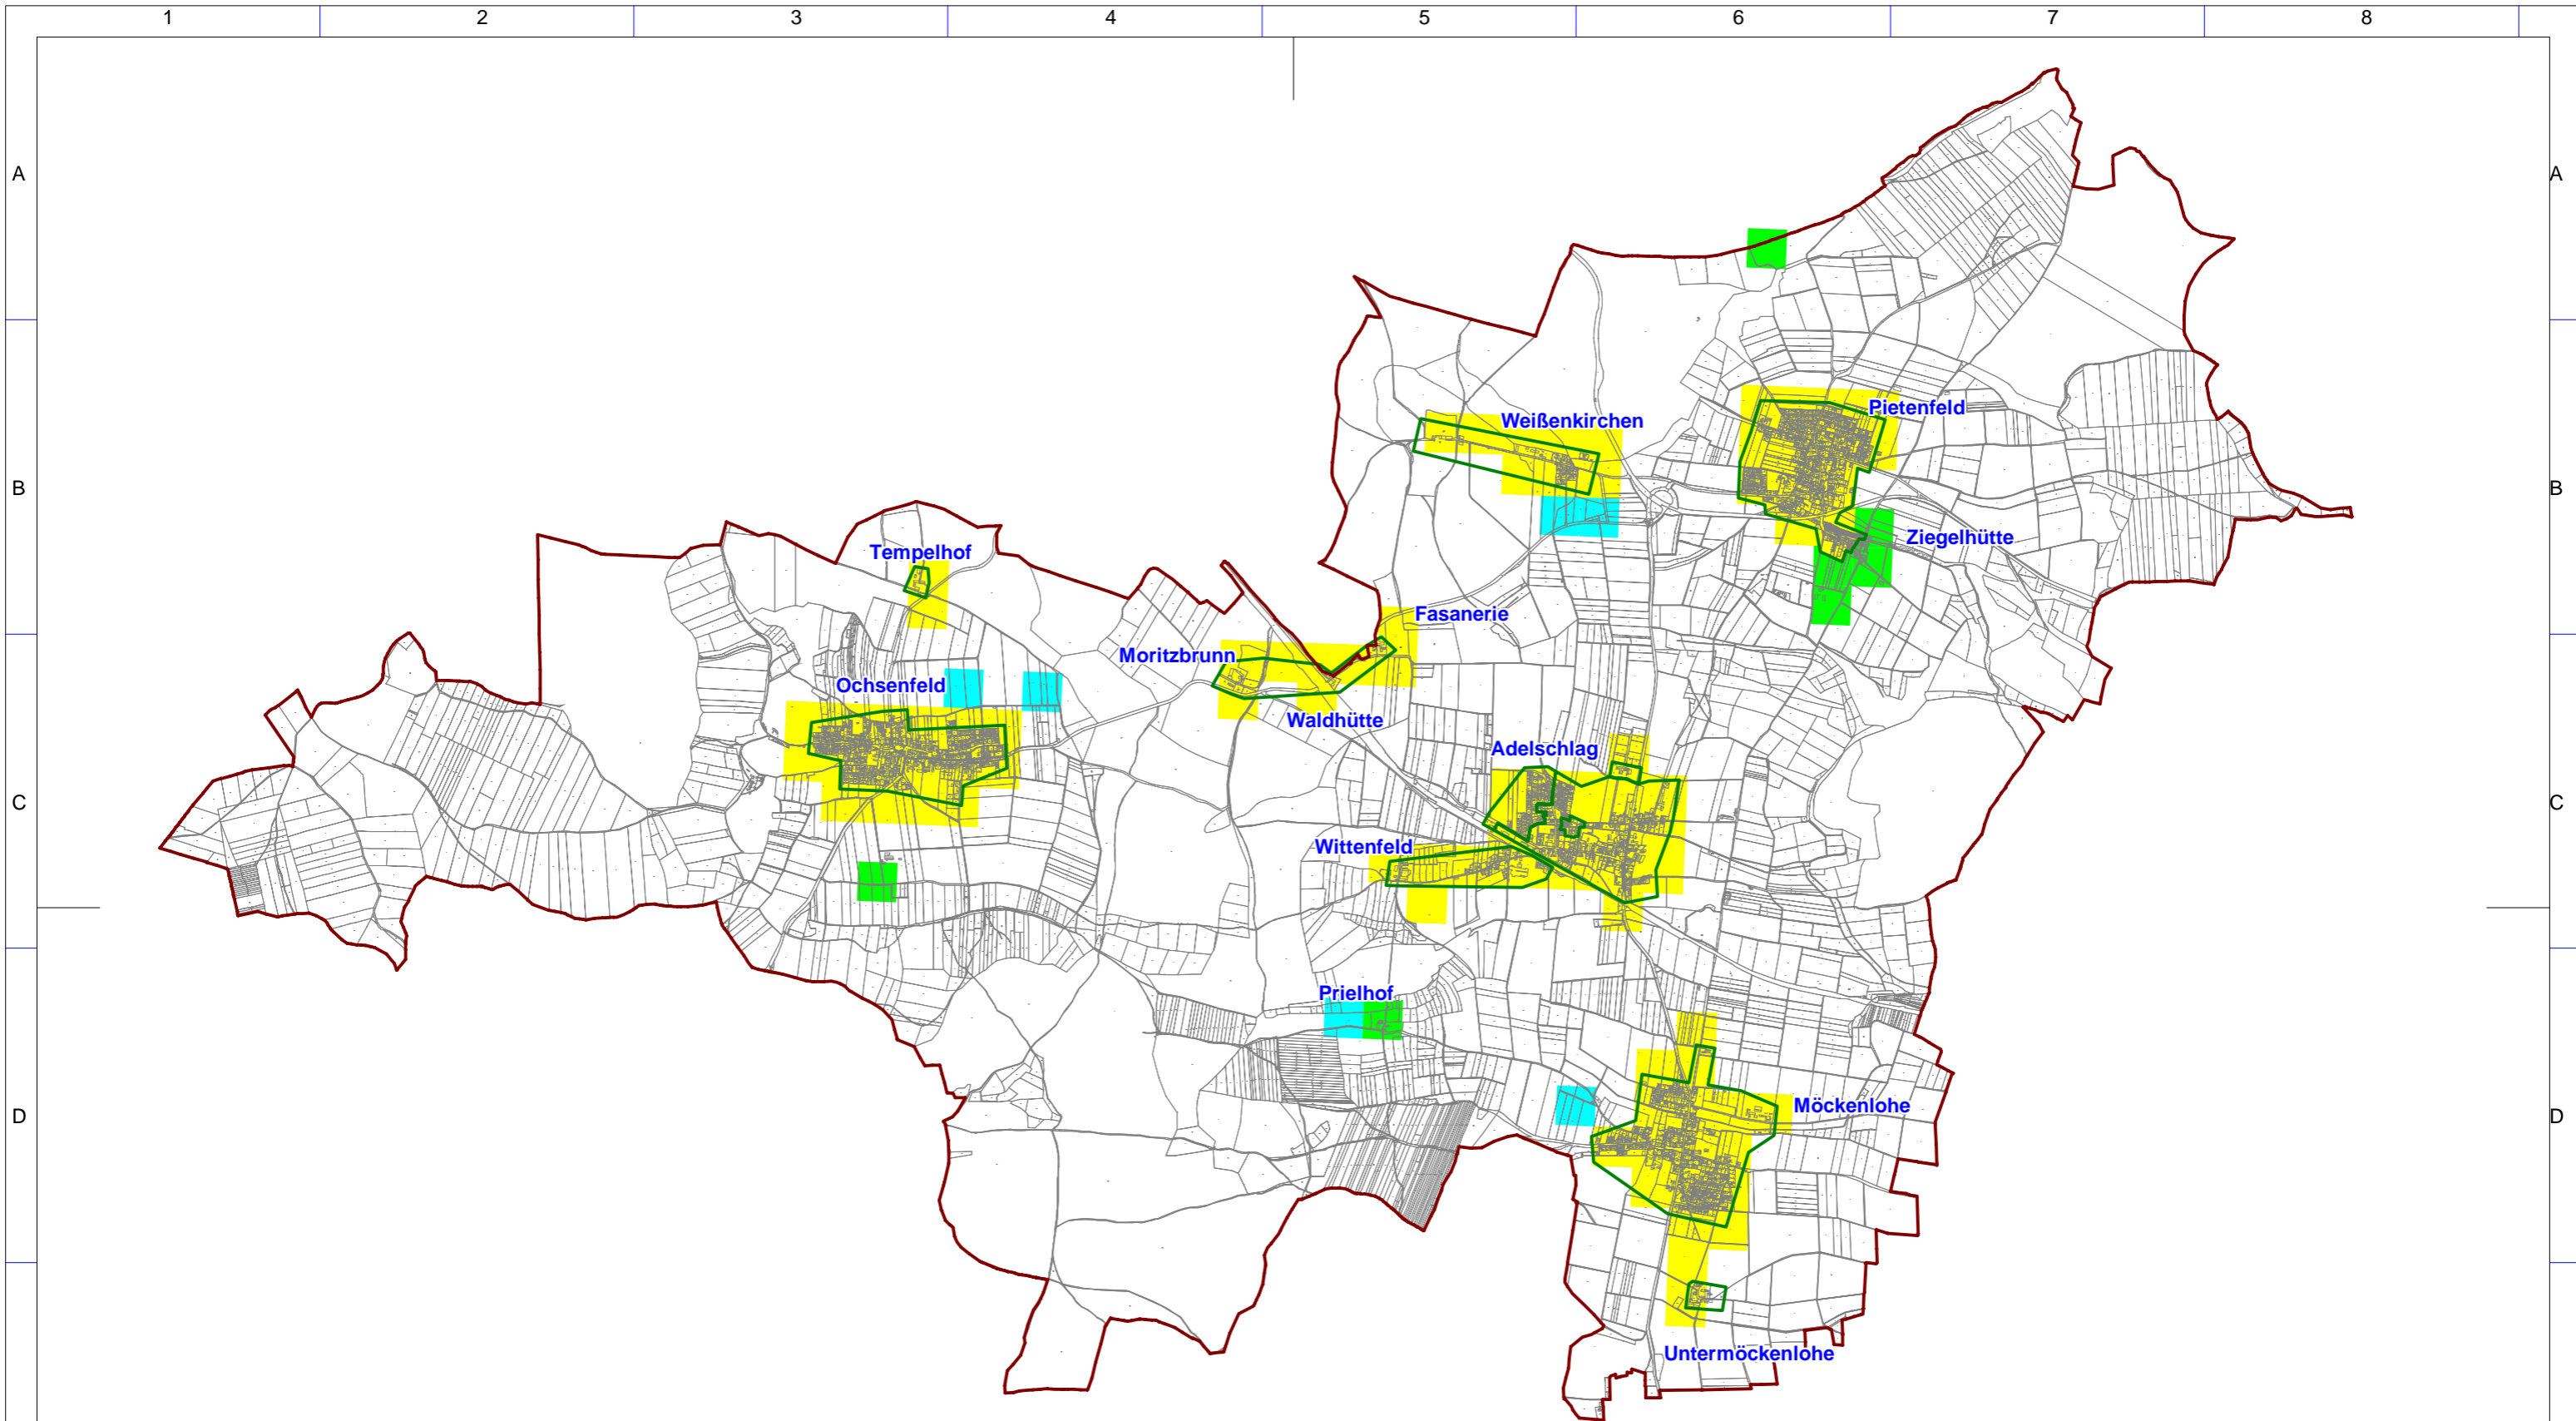 1 2 3 4 5 6 7 8
A A
Weißenkirchen Pietenfeld
B B
Ziegelhütte
Tempelhof
Fasanerie
Moritzbrunn
Ochsenfeld
Waldhütte
Adelschlag
C C
Wittenfeld
Prielhof
Möckenlohe
D D
Untermöckenlohe